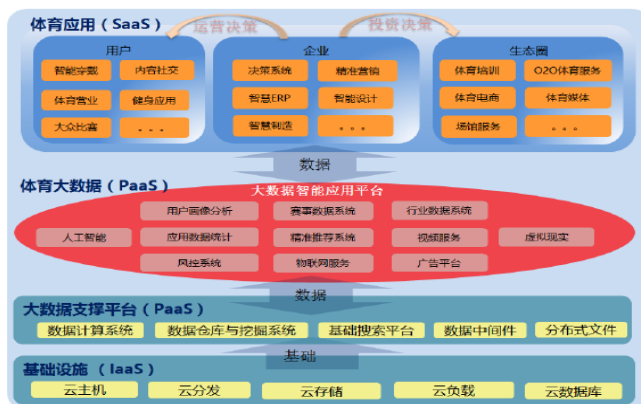 体育应用（SaaS）
运营决策
投资决策
用户
企业
生态圈
智能穿戴 内容社交
决策系统 精准营销
体育培训 O2O体育服务
体育营业 健身应用
智慧ERP 智能设计
体育电商 体育媒体
大众比赛 。。。
智慧制造 。。。
场馆服务 。。。
数据
体育大数据（PaaS）
大数据智能应用平台
用户画像分析 赛事数据系统 行业数据系统
人工智能 应用数据统计 精准推荐系统 视频服务 虚拟现实
风控系统 物联网服务 广告平台
数据
大数据支撑平台（PaaS）
数据计算系统 数据仓库与挖掘系统 基础搜索平台 数据中间件 分布式文件
基础
基础设施（IaaS）
云主机 云分发 云存储 云负载 云数据库